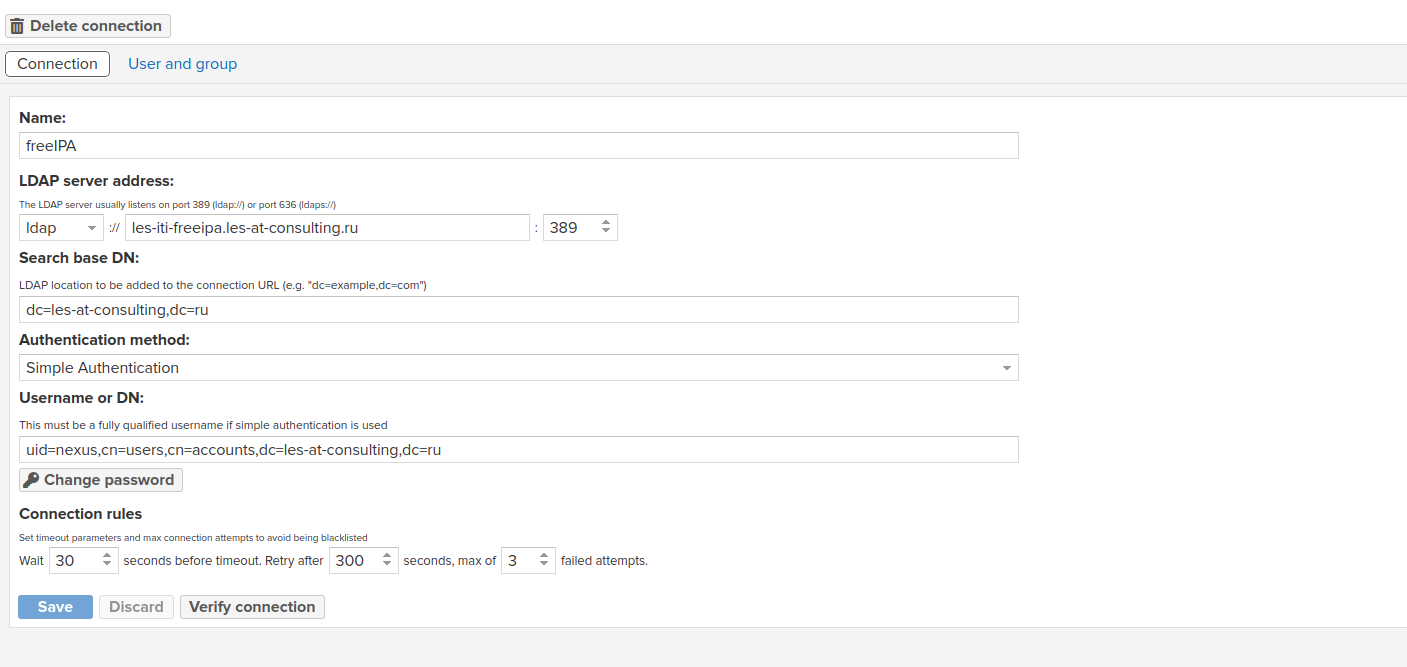 Delete connection
Connection User and group
Name:
freeIPA
LDAP server address:
The LDAP server usually listens on port 389 (ldap://) or port 636 (ldaps://)
ldap :// les-iti-freeipa.les-at-consulting.ru : 389
Search base DN:
LDAP location to be added to the connection URL (e.g. "dc=example,dc=com")
dc=les-at-consulting,dc=ru
Authentication method:
Simple Authentication
Username or DN:
This must be a fully qualified username if simple authentication is used
uid=nexus,cn=users,cn=accounts,dc=les-at-consulting,dc=ru
Change password
Connection rules
Set timeout parameters and max connection attempts to avoid being blacklisted
Wait 30 seconds before timeout. Retry after 300 seconds, max of 3 failed attempts.
Save Discard Verify connection